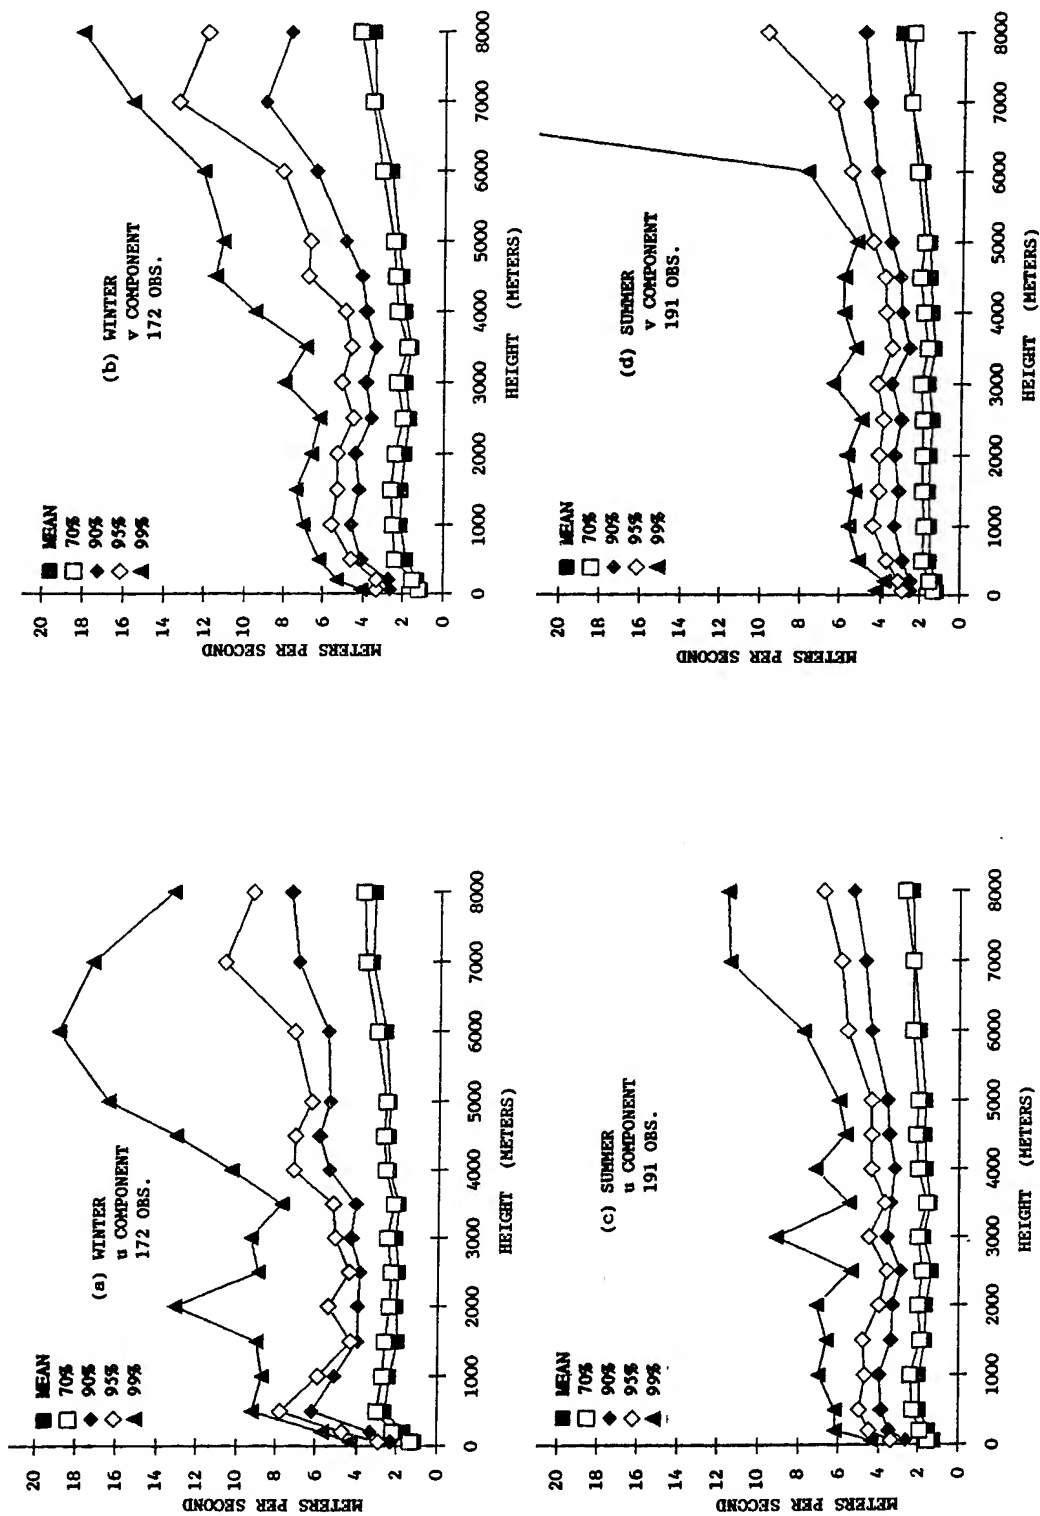 (a) WINTER
u COMPONENT
172 OBS.
MEAN
70%
90%
95%
99%
20
18
16
14
12
10
8
6
4
2
0
METERS PER SECOND
0 1000 2000 3000 4000 5000 6000 7000 8000
HEIGHT (METERS)
(b) WINTER
v COMPONENT
172 OBS.
MEAN
70%
90%
95%
99%
20
18
16
14
12
10
8
6
4
2
0
METERS PER SECOND
0 1000 2000 3000 4000 5000 6000 7000 8000
HEIGHT (METERS)
(c) SUMMER
u COMPONENT
191 OBS.
MEAN
70%
90%
95%
99%
20
18
16
14
12
10
8
6
4
2
0
METERS PER SECOND
0 1000 2000 3000 4000 5000 6000 7000 8000
HEIGHT (METERS)
(d) SUMMER
v COMPONENT
191 OBS.
MEAN
70%
90%
95%
99%
20
18
16
14
12
10
8
6
4
2
0
METERS PER SECOND
0 1000 2000 3000 4000 5000 6000 7000 8000
HEIGHT (METERS)